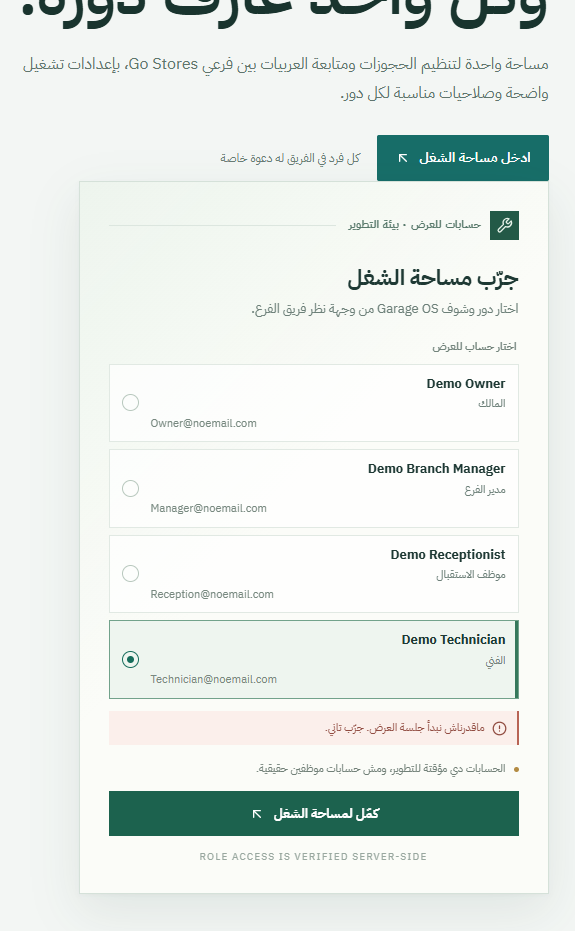 وكل واحد عارف دوره.
مساحة واحدة لتنظيم الحجوزات ومتابعة العربيات بين فرعي Go Stores، بإعدادات تشغيل
واضحة وصلاحيات مناسبة لكل دور.
ادخل مساحة الشغل
كل فرد في الفريق له دعوة خاصة
حسابات للعرض · بيئة التطوير
جرّب مساحة الشغل
اختار دور وشوف Garage OS من وجهة نظر فريق الفرع.
اختار حساب للعرض
Demo Owner
المالك
Owner@noemail.com
Demo Branch Manager
مدير الفرع
Manager@noemail.com
Demo Receptionist
موظف الاستقبال
Reception@noemail.com
Demo Technician
الفني
Technician@noemail.com
ماقدرناش نبدأ جلسة العرض. جرّب تاني.
الحسابات دي مؤقتة للتطوير، ومش حسابات موظفين حقيقية.
كمّل لمساحة الشغل
ROLE ACCESS IS VERIFIED SERVER-SIDE